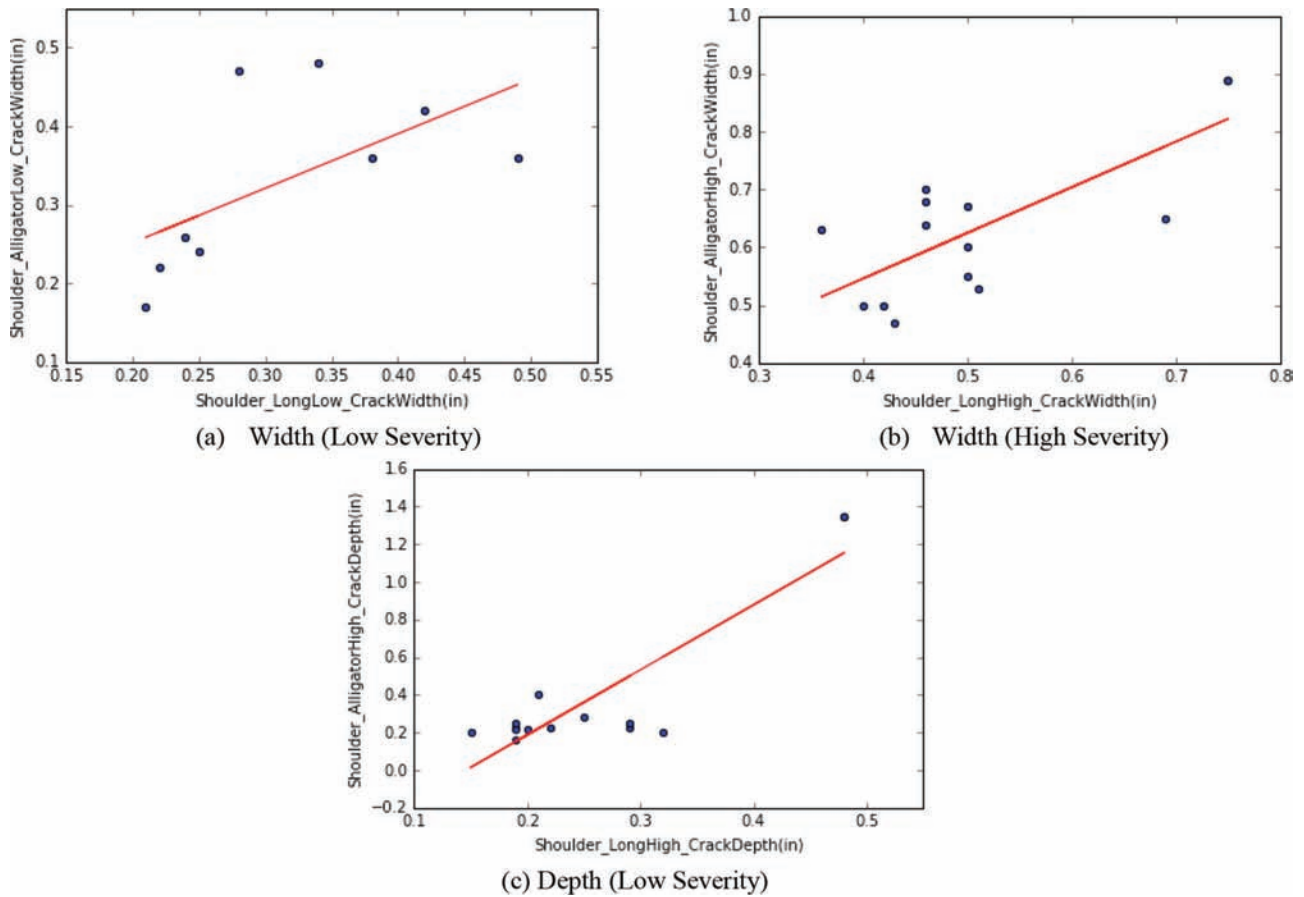 Shoulder_AlligatorLow_CrackWidth(in)
0.5
0.4
0.3
0.2
0.1
0.15 0.20 0.25 0.30 0.35 0.40 0.45 0.50 0.55
Shoulder_LongLow_CrackWidth(in)
(a) Width (Low Severity)
Shoulder_AlligatorHigh_CrackWidth(in)
1.0
0.9
0.8
0.7
0.6
0.5
0.4
0.3 0.4 0.5 0.6 0.7 0.8
Shoulder_LongHigh_CrackWidth(in)
(b) Width (High Severity)
Shoulder_AlligatorHigh_CrackDepth(in)
1.6
1.4
1.2
1.0
0.8
0.6
0.4
0.2
0.0
−0.2
0.1 0.2 0.3 0.4 0.5
Shoulder_LongHigh_CrackDepth(in)
(c) Depth (Low Severity)